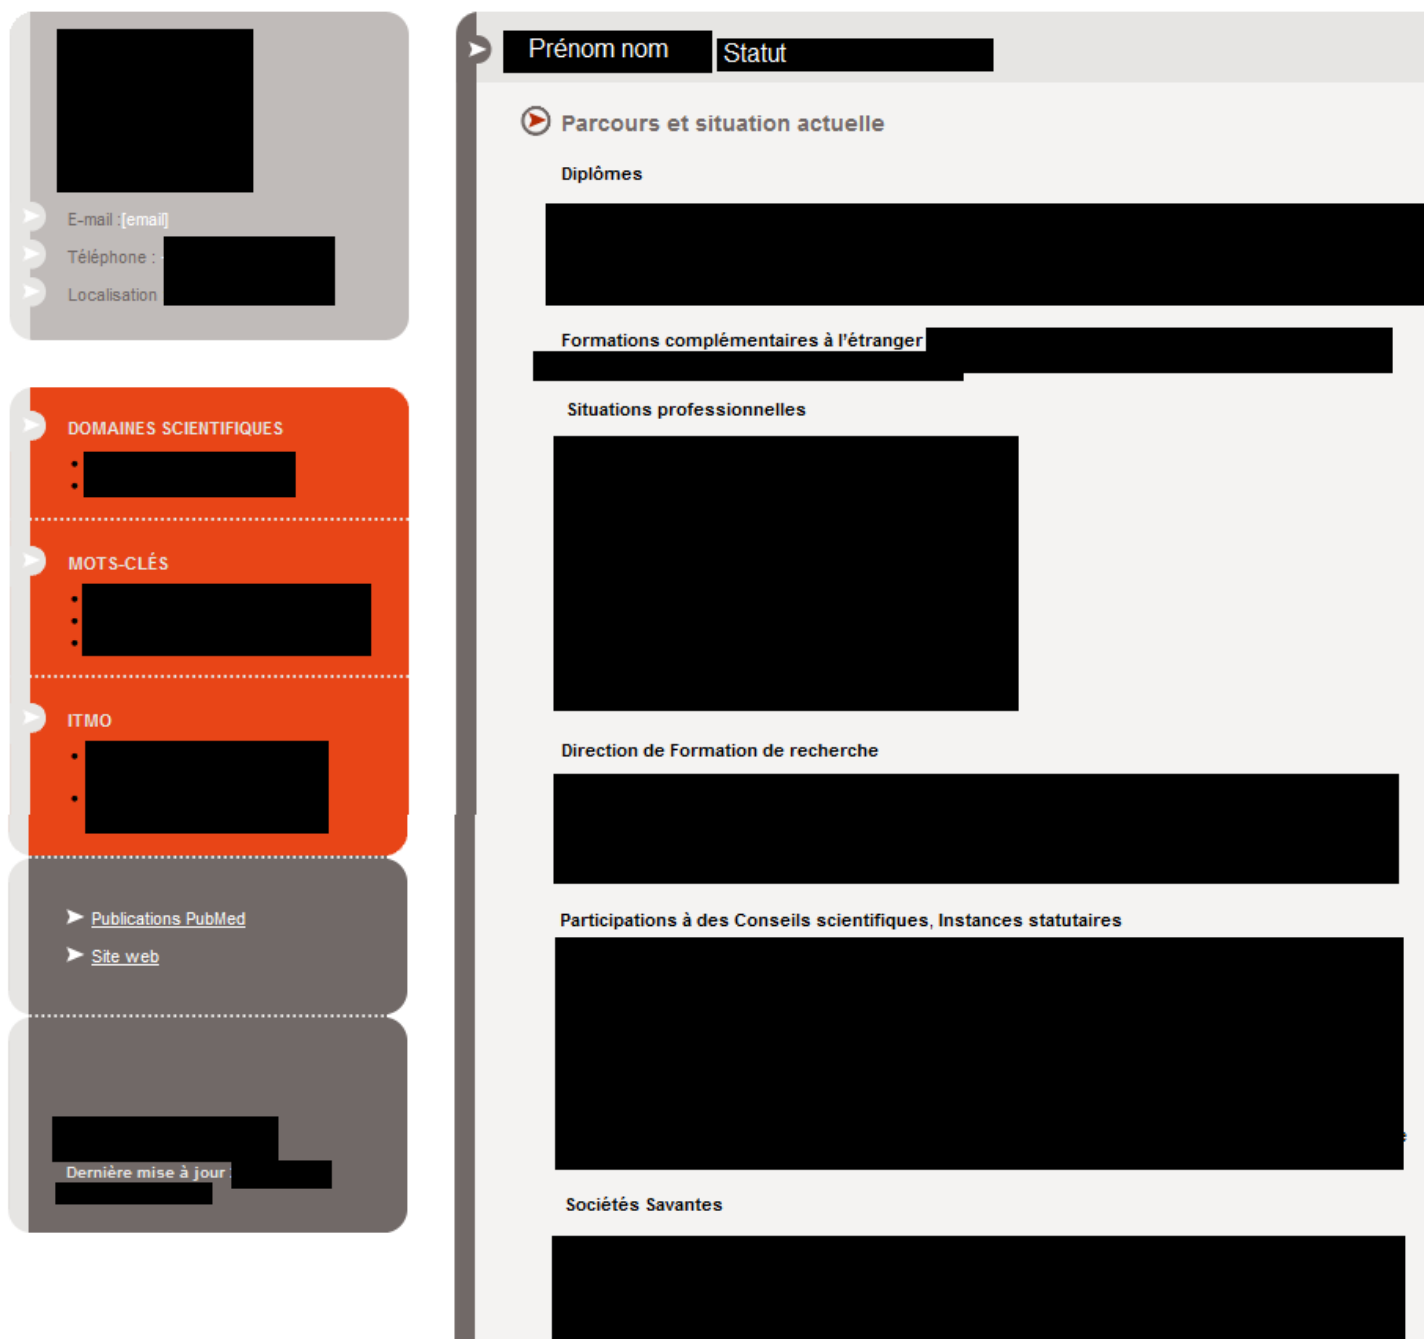 E-mail :[email]
Téléphone :
Localisation
DOMAINES SCIENTIFIQUES
MOTS-CLÉS
ITMO
Publications PubMed
Site web
Dernière mise à jour :
Prénom nom Statut
Parcours et situation actuelle
Diplômes
Formations complémentaires à l’étranger
Situations professionnelles
Direction de Formation de recherche
Participations à des Conseils scientifiques, Instances statutaires
Sociétés Savantes